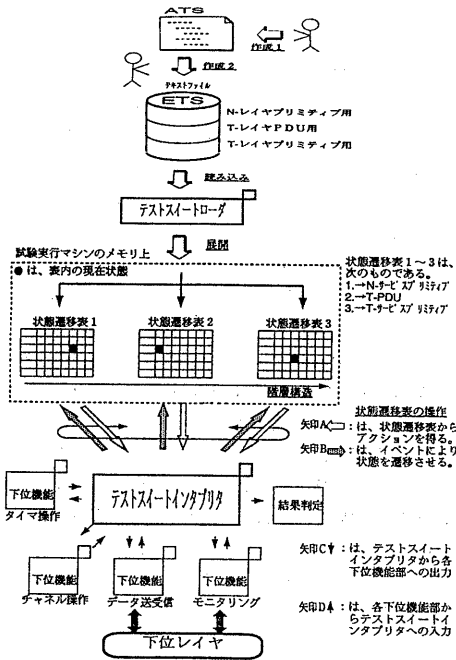 ATS
作成1
作成2
テキストファイル
ETS
N-レイヤプリミティブ用
T-レイヤPDU用
T-レイヤプリミティブ用
読み込み
テストスイートローダ
展開
試験実行マシンのメモリ上
●は、表内の現在状態
状態遷移表1～3は、
次のものである。
1.→N-サービスプリミティブ
2.→T-PDU
3.→T-サービスプリミティブ
状態遷移表1
状態遷移表2
状態遷移表3
階層構造
状態遷移表の操作
矢印A⇦:は、状態遷移表から
アクションを得る。
矢印B⇨:は、イベントにより
状態を遷移させる。
下位機能
タイマ操作
テストスイートインタプリタ
結果判定
下位機能
チャネル操作
下位機能
データ送受信
下位機能
モニタリング
矢印C↓:は、テストスイート
インタプリタから各
下位機能部への出力
矢印D↑:は、各下位機能部か
らテストスイートイ
ンタプリタへの入力
下位レイヤ